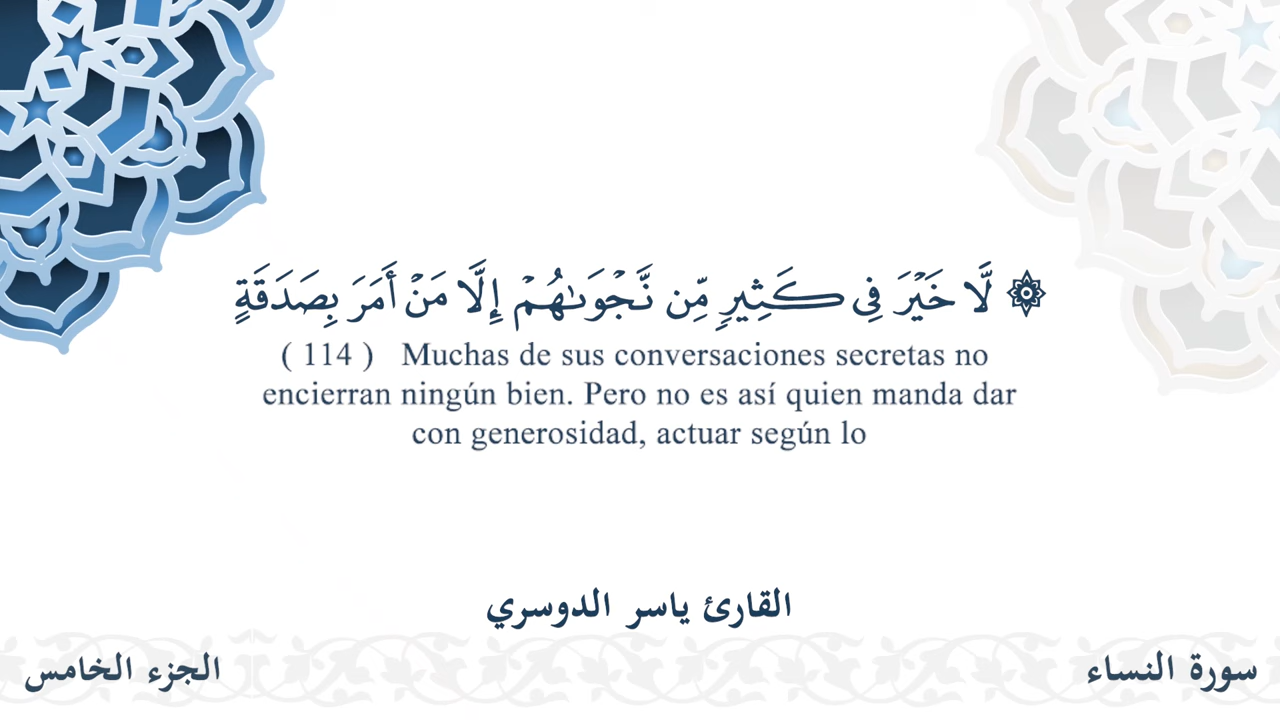 ۞ لَّا خَيْرَ فِى كَثِيرٍ مِّن نَّجْوَىٰهُمْ إِلَّا مَنْ أَمَرَ بِصَدَقَةٍ
( 114 ) Muchas de sus conversaciones secretas no
encierran ningún bien. Pero no es así quien manda dar
con generosidad, actuar según lo
القارئ ياسر الدوسري
سورة النساء
الجزء الخامس